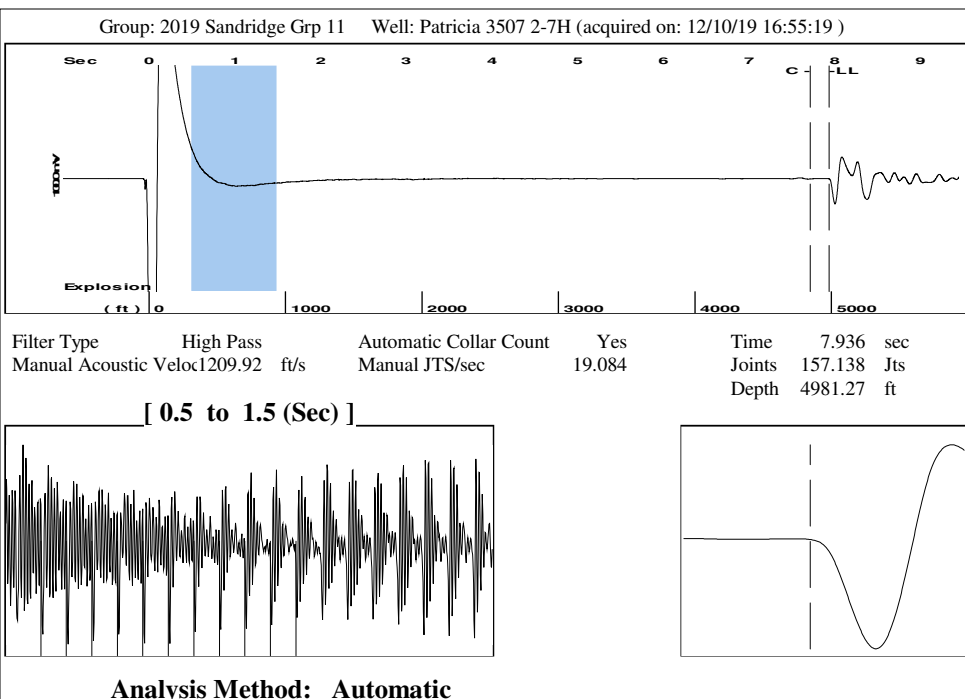 Group: 2019 Sandridge Grp 11 Well: Patricia 3507 2-7H (acquired on: 12/10/19 16:55:19 )
Sec 0 1 2 3 4 5 6 7 8 9
C - -LL
mV
Explosion
( ft ) 0 1000 2000 3000 4000 5000
Filter Type High Pass Automatic Collar Count Yes Time 7.936 sec
Manual Acoustic Veloc1209.92 ft/s Manual JTS/sec 19.084 Joints 157.138 Jts
Depth 4981.27 ft
[ 0.5 to 1.5 (Sec) ]
Analysis Method: Automatic